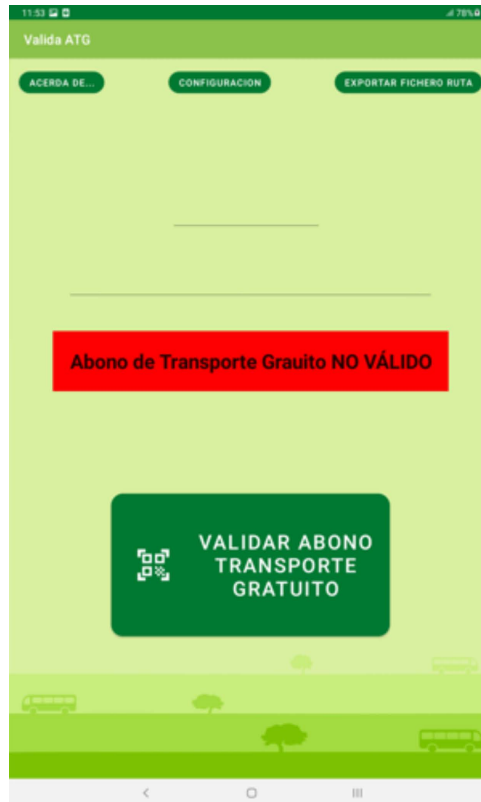 11:53 78%
Valida ATG
ACERDA DE... CONFIGURACION EXPORTAR FICHERO RUTA
Abono de Transporte Grauito NO VÁLIDO
VALIDAR ABONO
TRANSPORTE
GRATUITO